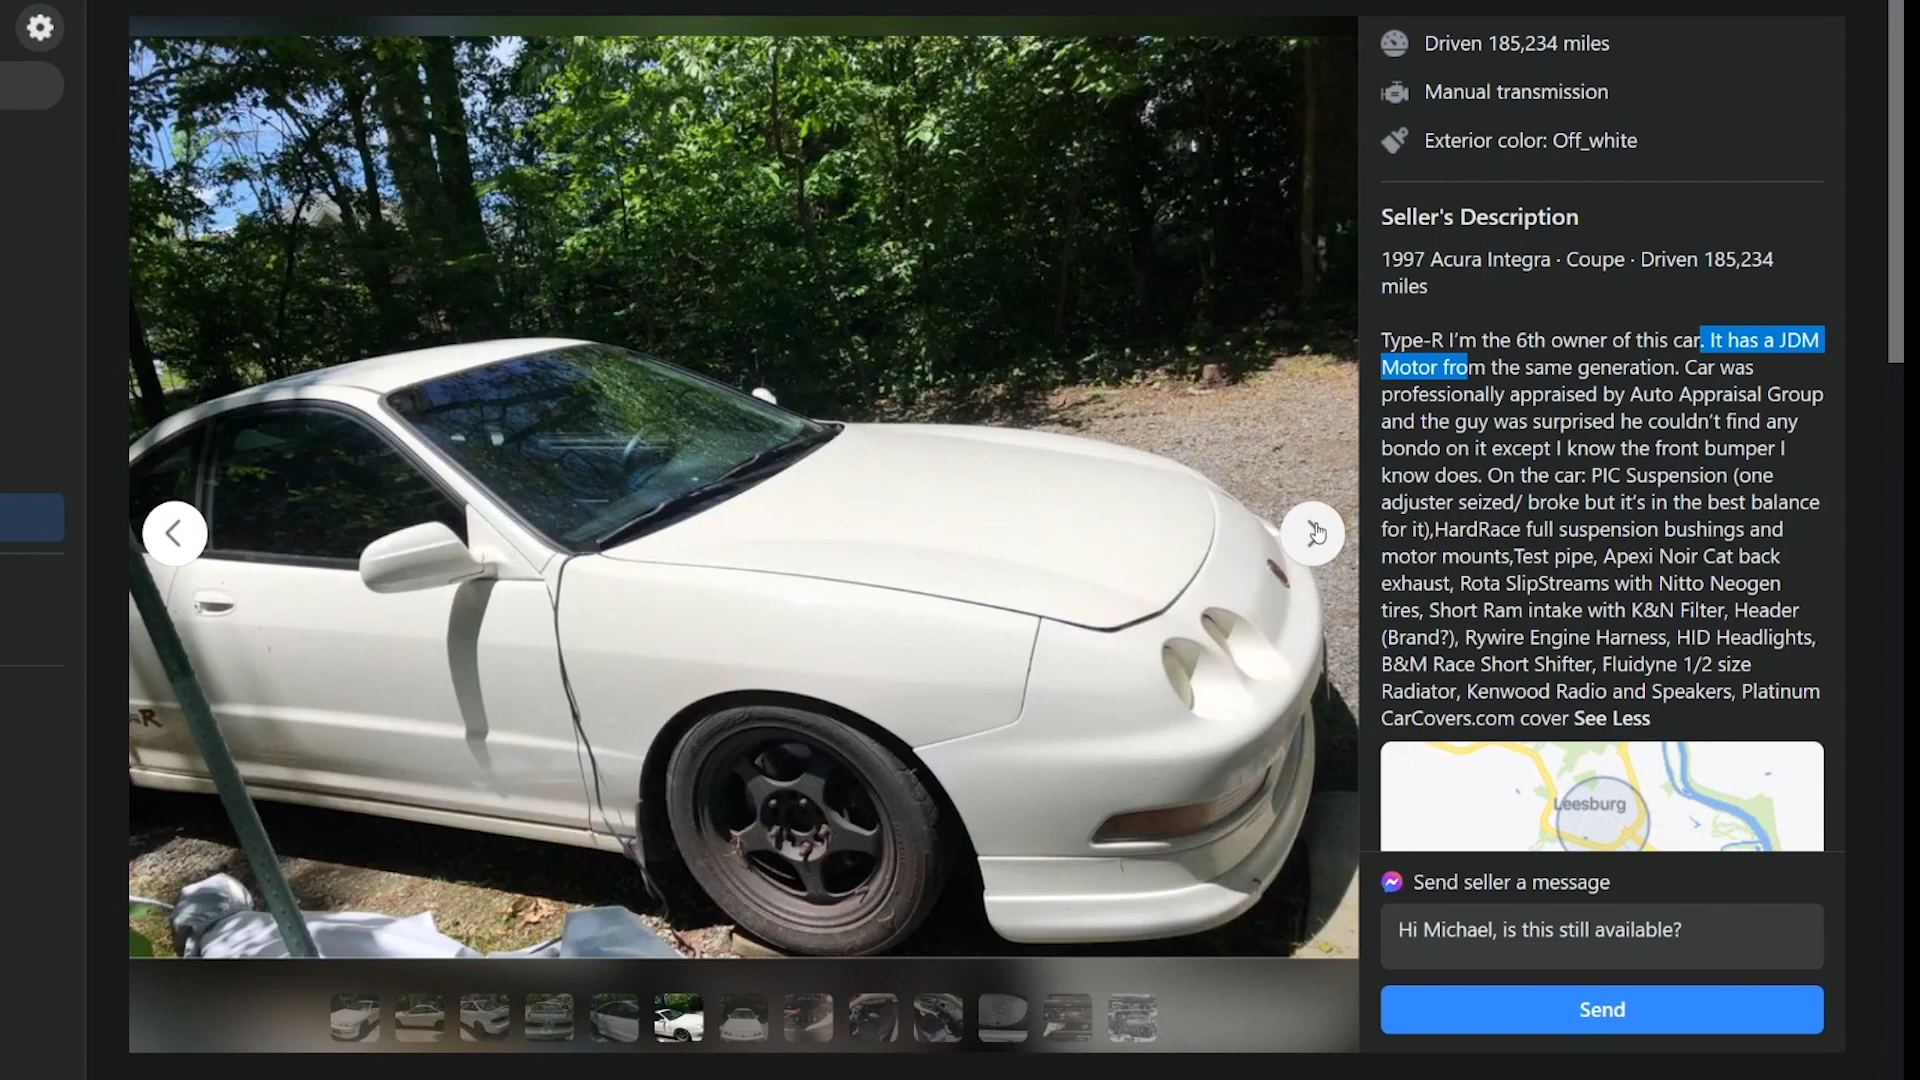 Driven 185,234 miles
Manual transmission
Exterior color: Off_white
Seller's Description
1997 Acura Integra · Coupe · Driven 185,234
miles
Type-R I'm the 6th owner of this car. It has a JDM
Motor from the same generation. Car was
professionally appraised by Auto Appraisal Group
and the guy was surprised he couldn't find any
bondo on it except I know the front bumper I
know does. On the car: PIC Suspension (one
adjuster seized/ broke but it's in the best balance
for it),HardRace full suspension bushings and
motor mounts,Test pipe, Apexi Noir Cat back
exhaust, Rota SlipStreams with Nitto Neogen
tires, Short Ram intake with K&N Filter, Header
(Brand?), Rywire Engine Harness, HID Headlights,
B&M Race Short Shifter, Fluidyne 1/2 size
Radiator, Kenwood Radio and Speakers, Platinum
CarCovers.com cover See Less
Leesburg
Send seller a message
Hi Michael, is this still available?
Send
R